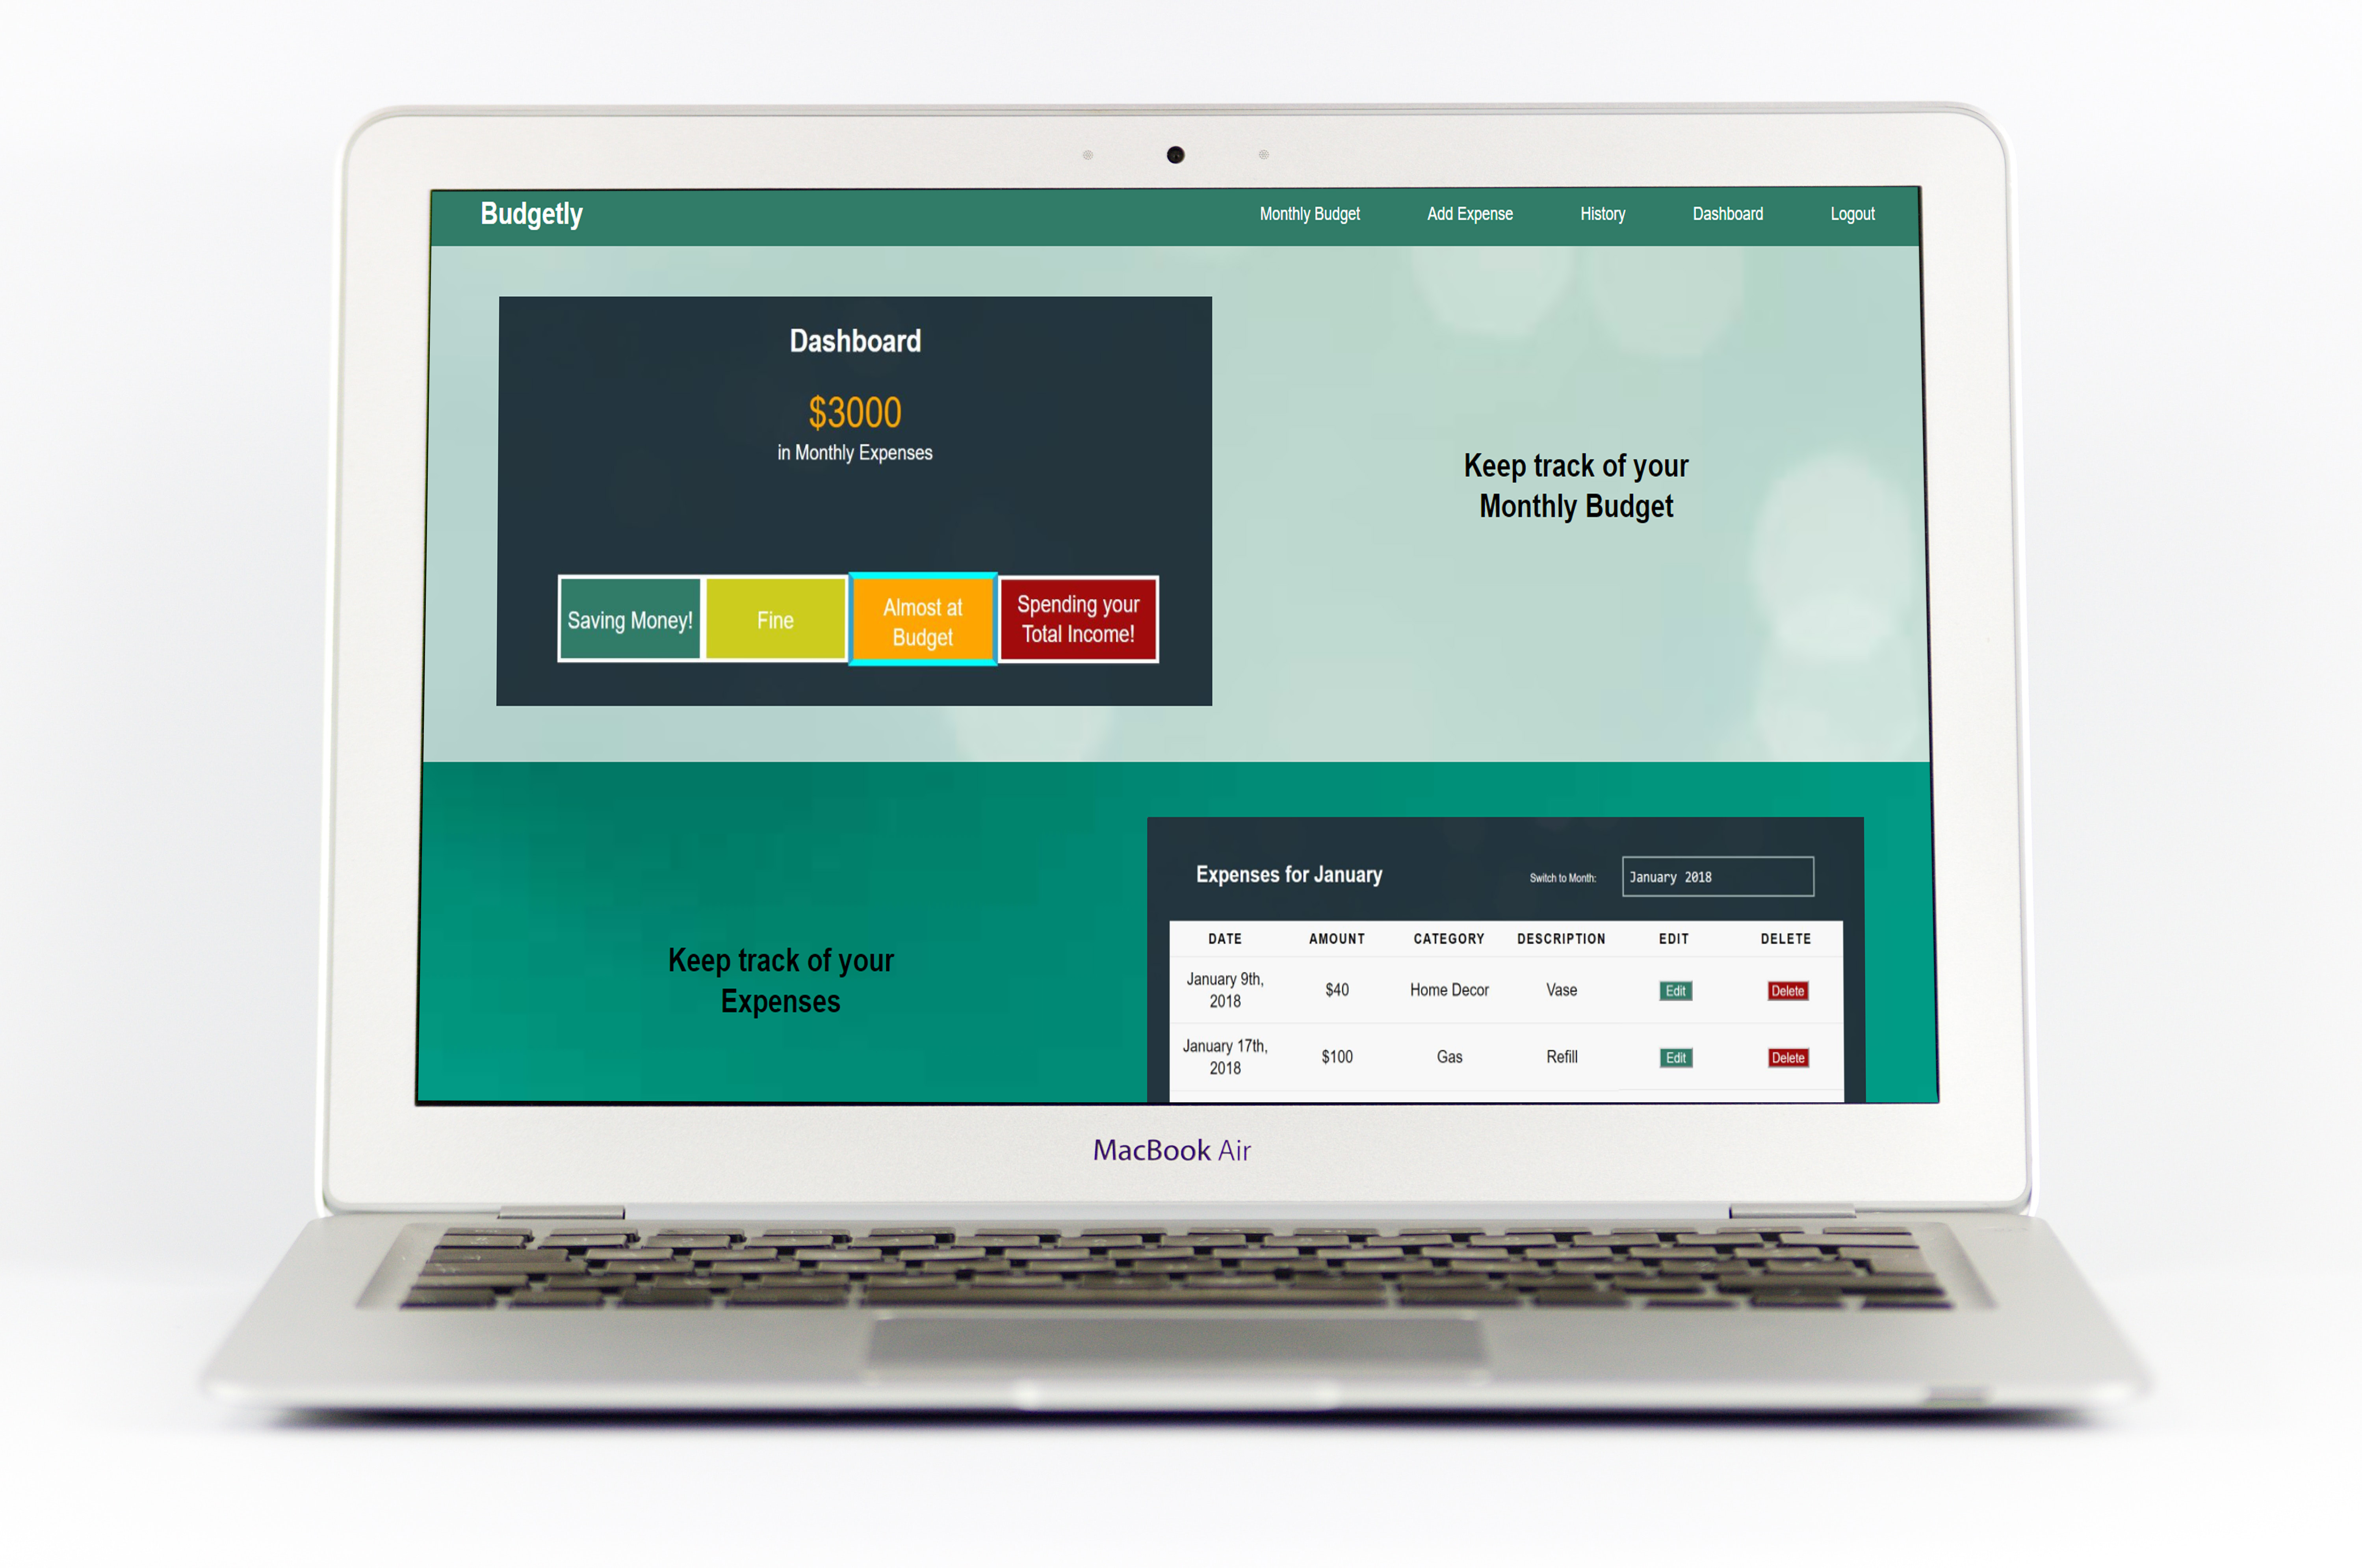 Budgetly
Monthly Budget Add Expense History Dashboard Logout
Dashboard
$3000
in Monthly Expenses
Saving Money!
Fine
Almost at
Budget
Spending your
Total Income!
Keep track of your
Monthly Budget
Keep track of your
Expenses
Expenses for January
Switch to Month: January 2018
DATE AMOUNT CATEGORY DESCRIPTION EDIT DELETE
January 9th,
2018
$40 Home Decor Vase Edit Delete
January 17th,
2018
$100 Gas Refill Edit Delete
MacBook Air